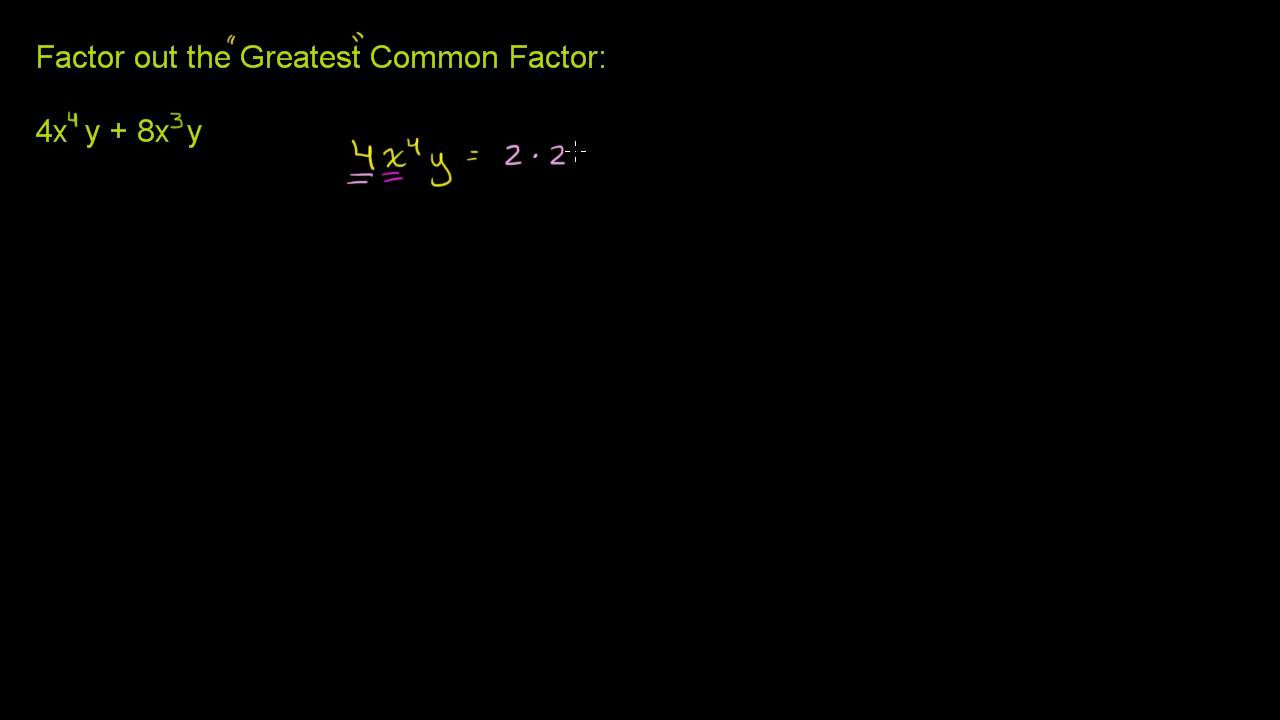 Factor out the "Greatest" Common Factor:
4x⁴y + 8x³y
4x⁴y = 2 · 2